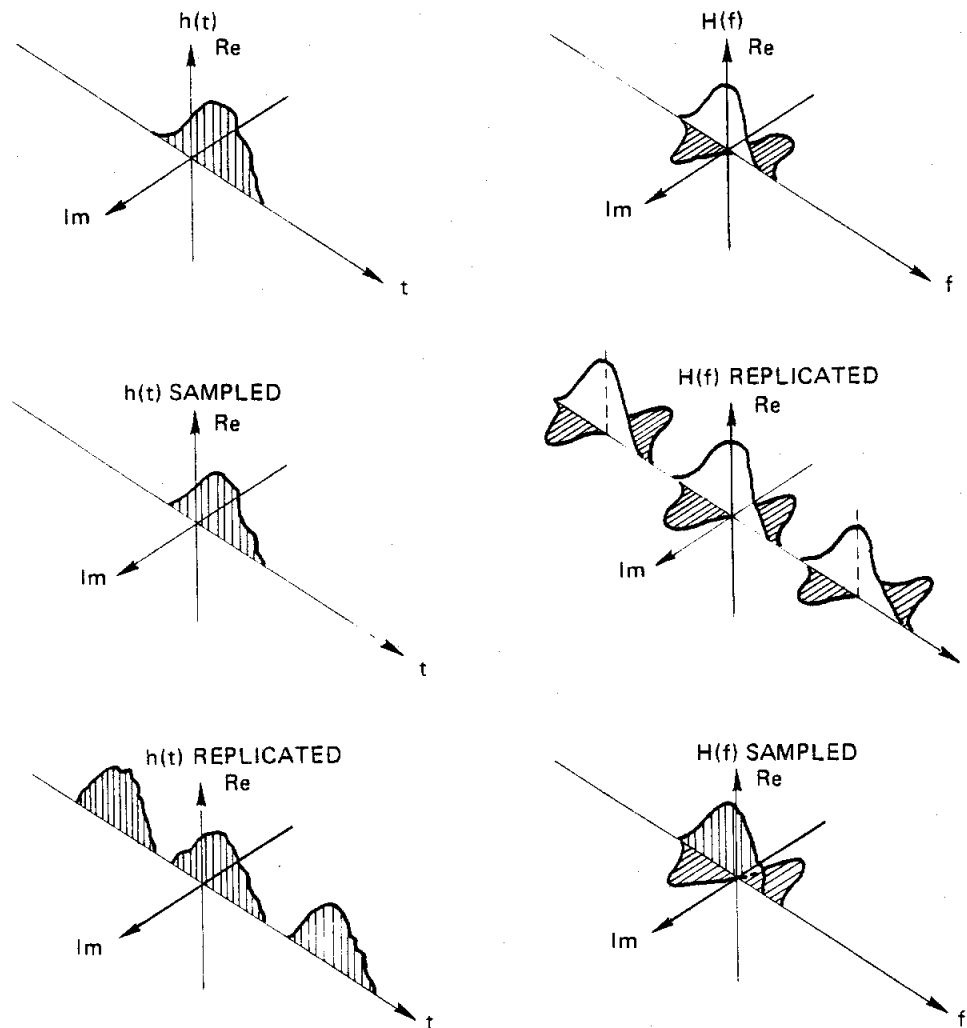 h(t)
Re
Im
t
H(f)
Re
Im
f
h(t) SAMPLED
Re
Im
t
H(f) REPLICATED
Re
Im
h(t) REPLICATED
Re
Im
t
H(f) SAMPLED
Re
Im
f